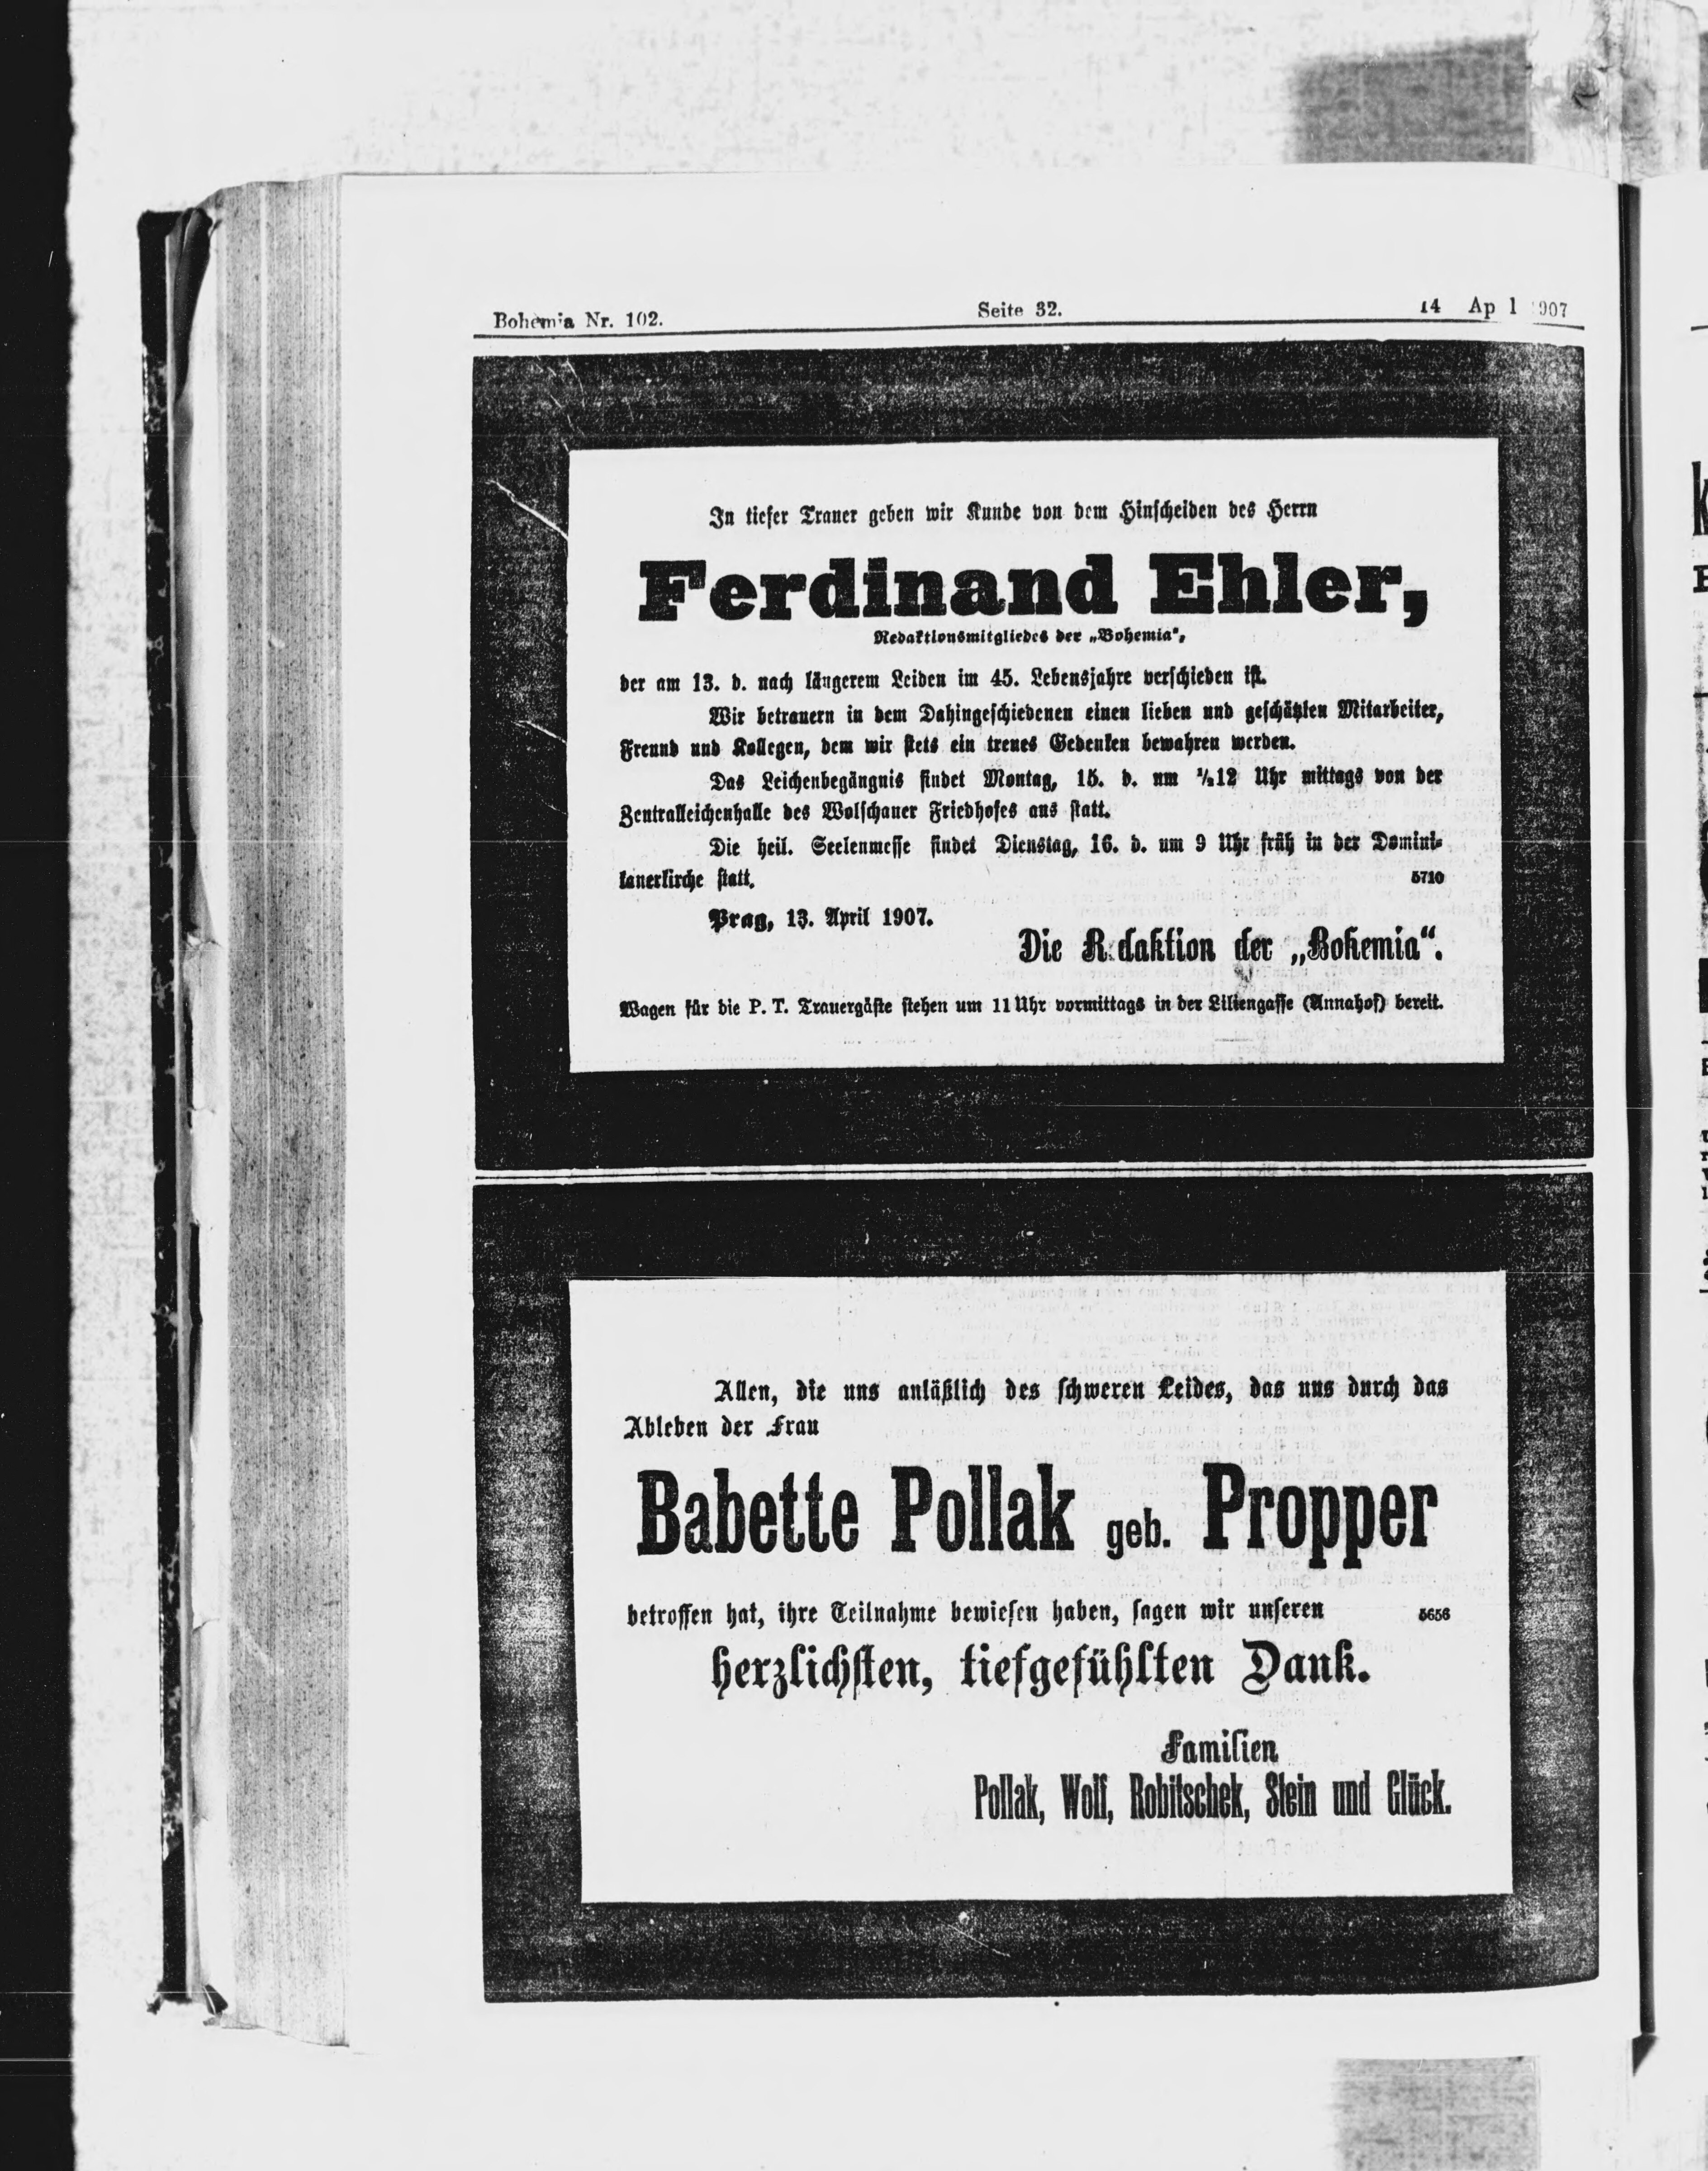 Bohemia Nr. 102.
Seite 32.
14 Ap l 1907
In tiefer Trauer geben wir Kunde von dem Hinscheiden des Herrn
Ferdinand Ehler,
Redaktionsmitgliedes der „Bohemia“,
der am 13. d. nach längerem Leiden im 45. Lebensjahre verschieden ist.
Wir betrauern in dem Dahingeschiedenen einen lieben und geschätzten Mitarbeiter,
Freund und Kollegen, dem wir stets ein treues Gedenken bewahren werden.
Das Leichenbegängnis findet Montag, 15. d. um ½12 Uhr mittags von der
Zentralleichenhalle des Wolschaner Friedhofes aus statt.
Die heil. Seelenmesse findet Dienstag, 16. d. um 9 Uhr früh in der Domini-
kanerkirche statt.
5710
Prag, 13. April 1907.
Die R daktion der „Bohemia“.
Wagen für die P. T. Trauergäste stehen um 11 Uhr vormittags in der Liliengasse (Annahof) bereit.
Allen, die uns anläßlich des schweren Leides, das uns durch das
Ableben der Frau
Babette Pollak geb. Propper
betroffen hat, ihre Teilnahme bewiesen haben, sagen wir unseren
5656
herzlichsten, tiefgefühlten Dank.
Familien
Pollak, Wolf, Robitschek, Stein und Glück.